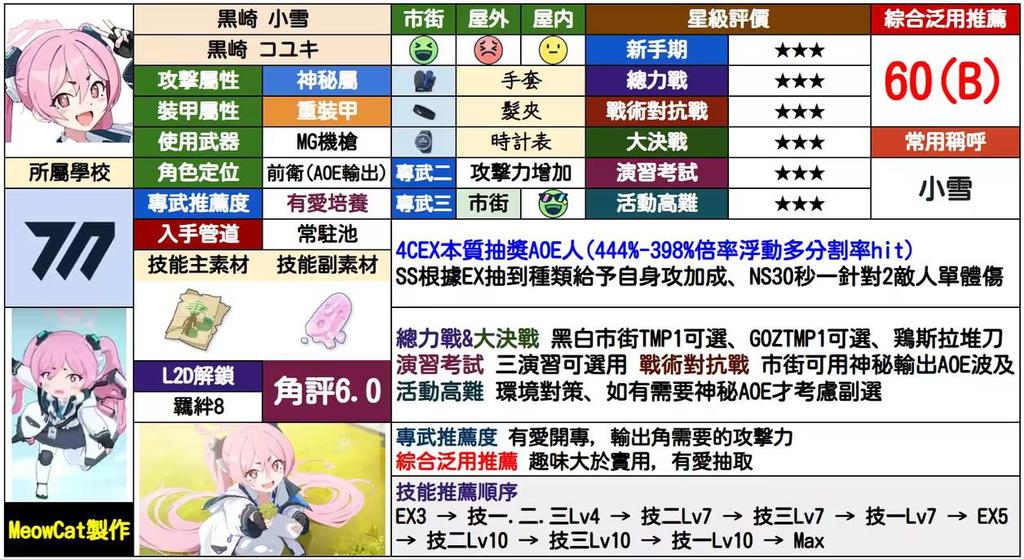 黒崎 小雪
市街
屋外
屋內
星級評價
綜合泛用推薦
黒崎 コユキ
新手期
★★★
60(B)
攻擊屬性
神秘屬
手套
總力戰
★★★
裝甲屬性
重裝甲
髮夾
戰術對抗戰
★★★
使用武器
MG機槍
時計表
大決戰
★★★
常用稱呼
所屬學校
角色定位
前衛(AOE輸出)
專武二
攻擊力增加
演習考試
★★★
小雪
專武推薦度
有愛培養
專武三
市街
活動高難
★★★
入手管道
常駐池
4CEX本質抽獎AOE人(444%-398%倍率浮動多分割率hit)
SS根據EX抽到種類給予自身攻加成、NS30秒一針對2敵人單體傷
技能主素材
技能副素材
總力戰&大決戰 黑白市街TMP1可選、GOZTMP1可選、鶏斯拉堆刀
演習考試 三演習可選用 戰術對抗戰 市街可用神秘輸出AOE波及
活動高難 環境對策、如有需要神秘AOE才考慮副選
L2D解鎖
羈絆8
角評6.0
專武推薦度 有愛開專，輸出角需要的攻擊力
綜合泛用推薦 趣味大於實用，有愛抽取
技能推薦順序
EX3 → 技一.二.三Lv4 → 技二Lv7 → 技三Lv7 → 技一Lv7 → EX5
→ 技二Lv10 → 技三Lv10 → 技一Lv10 → Max
MeowCat製作